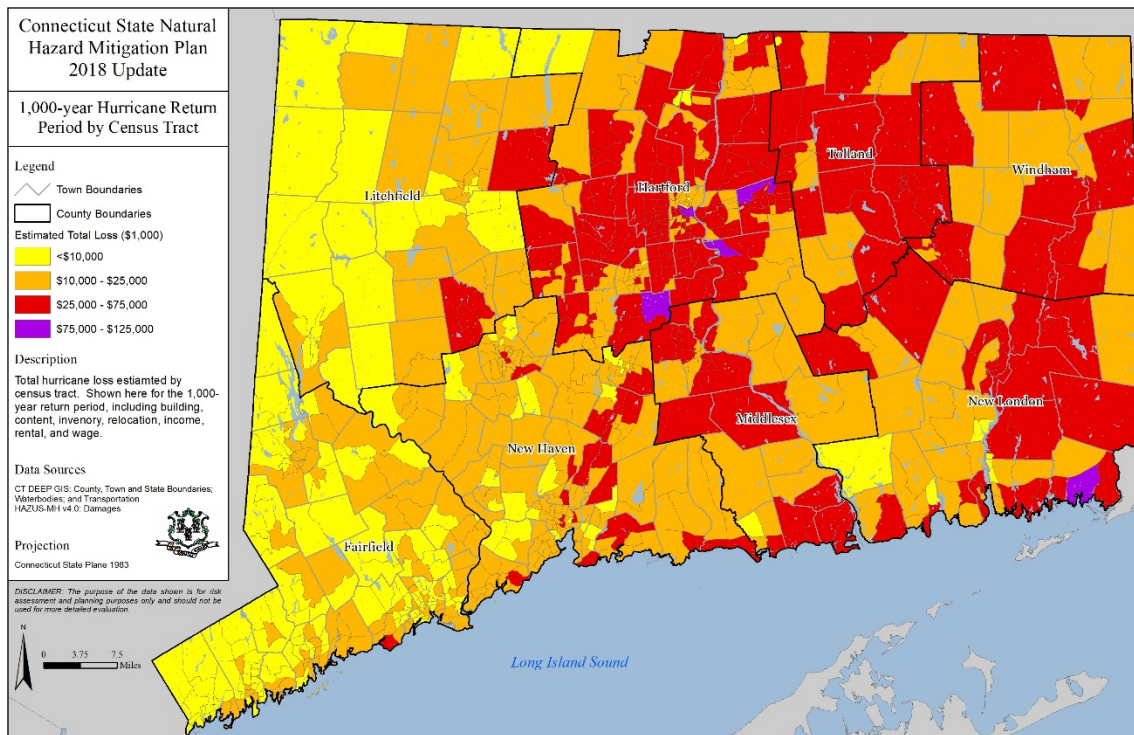 Connecticut State Natural
Hazard Mitigation Plan
2018 Update
1,000-year Hurricane Return
Period by Census Tract
Legend
Town Boundaries
County Boundaries
Estimated Total Loss ($1,000)
<$10,000
$10,000 - $25,000
$25,000 - $75,000
$75,000 - $125,000
Description
Total hurricane loss estiamted by
census tract. Shown here for the 1,000-
year return period, including building,
content, invenory, relocation, income,
rental, and wage.
Data Sources
CT DEEP GIS: County, Town and State Boundaries;
Waterbodies; and Transportation
HAZUS-MH v4.0: Damages
Projection
Connecticut State Plane 1983
DISCLAIMER: The purpose of the data shown is for risk
assessment and planning purposes only and should not be
used for more detailed evaluation.
N
0 3.75 7.5
Miles
Litchfield
Hartford
Tolland
Windham
New Haven
Middlesex
New London
Fairfield
Long Island Sound